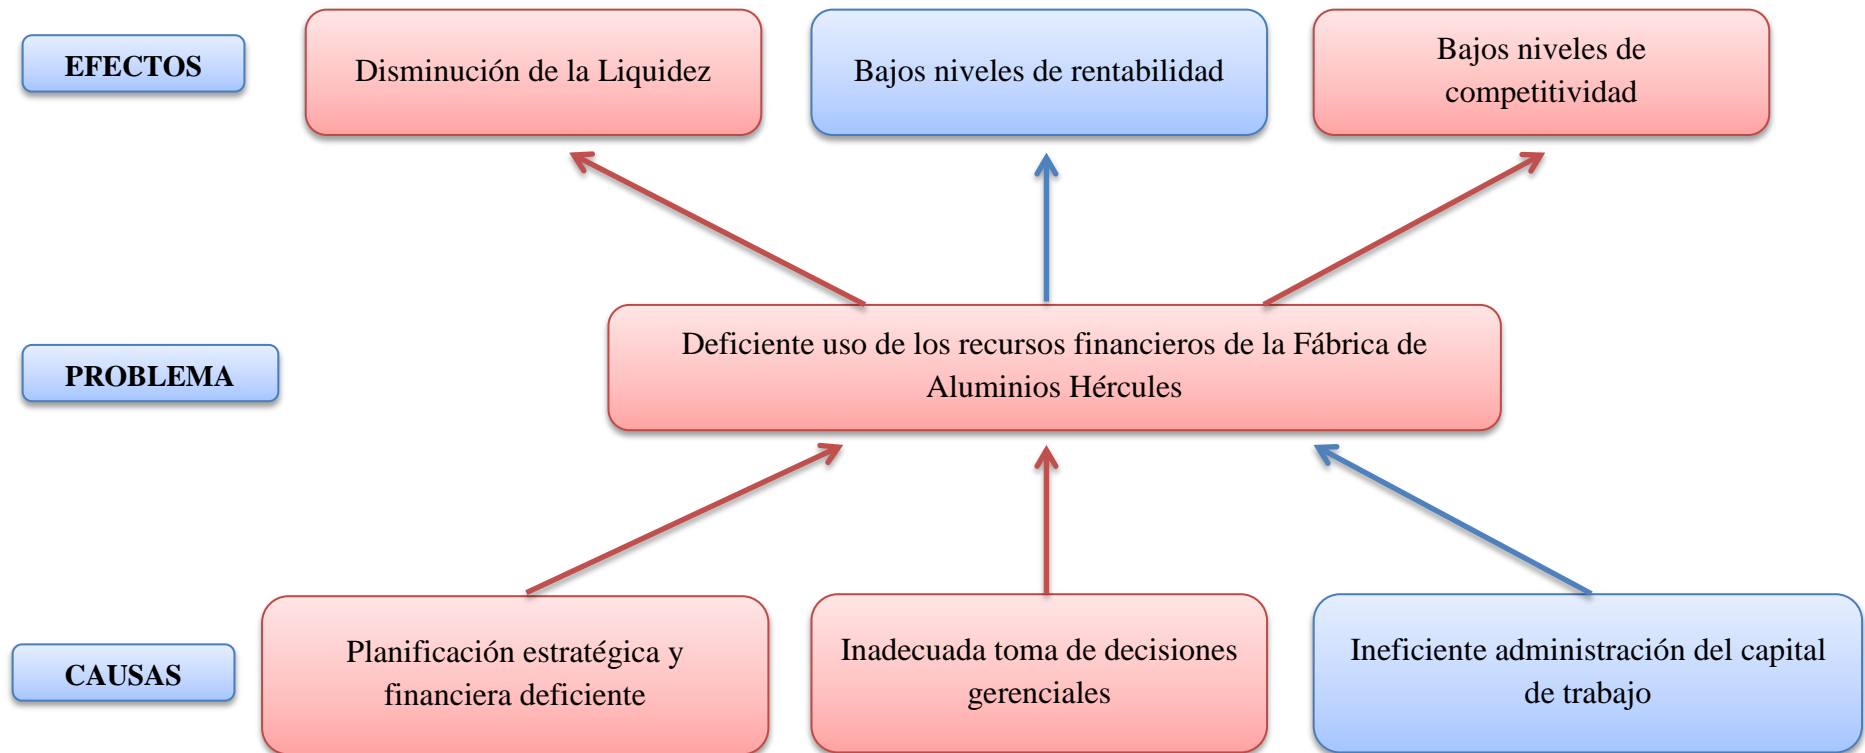 EFECTOS
Disminución de la Liquidez
Bajos niveles de rentabilidad
Bajos niveles de
competitividad
PROBLEMA
Deficiente uso de los recursos financieros de la Fábrica de
Aluminios Hércules
CAUSAS
Planificación estratégica y
financiera deficiente
Inadecuada toma de decisiones
gerenciales
Ineficiente administración del capital
de trabajo